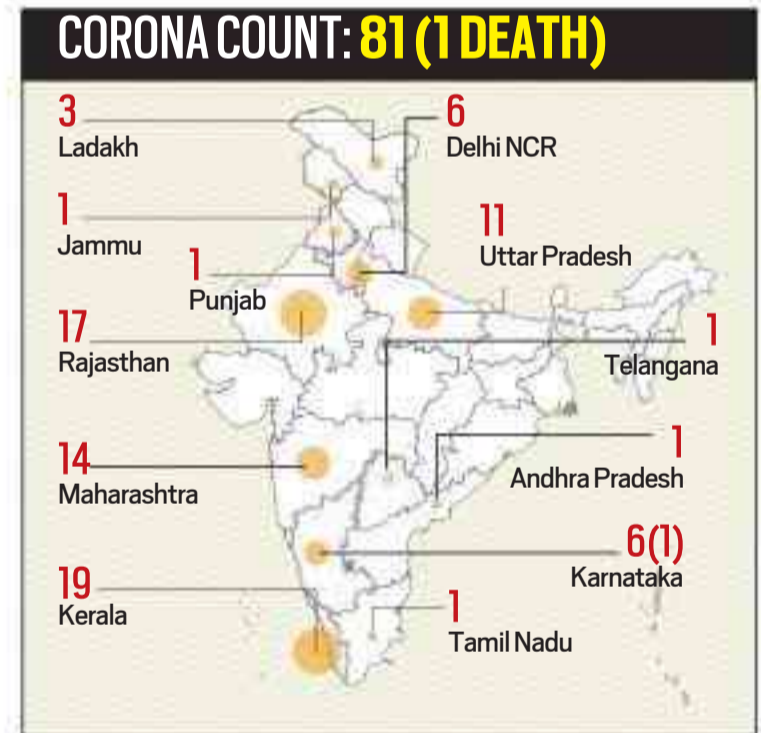 CORONA COUNT: 81 (1 DEATH)
3
Ladakh
6
Delhi NCR
1
Jammu
11
Uttar Pradesh
1
Punjab
17
Rajasthan
1
Telangana
14
Maharashtra
1
Andhra Pradesh
6(1)
Karnataka
19
Kerala
1
Tamil Nadu